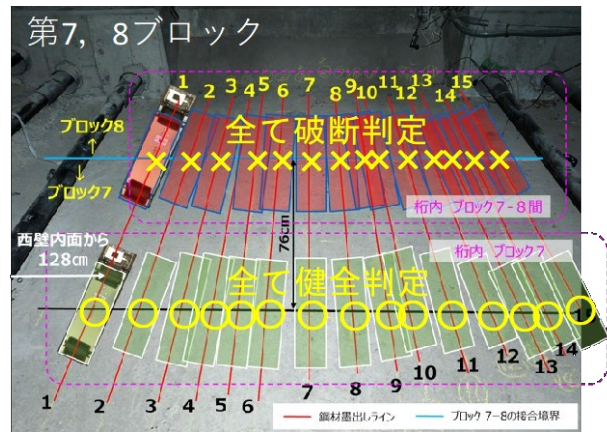 第7, 8ブロック
1 2 3 4 5 6 7 8 9 10 11 12 13 14 15
ブロック8
↑
全て破断判定
↓
ブロック7
桁内 ブロック7-8間
76cm
西壁内面から
128cm
桁内 ブロック7
全て健全判定
1 2 3 4 5 6 7 8 9 10 11 12 13 14
鋼材墨出しライン
ブロック7-8の接合境界